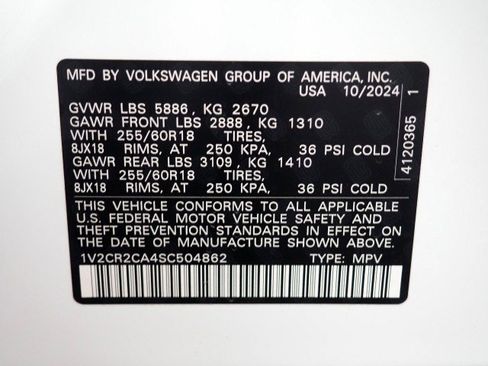 MFD BY VOLKSWAGEN GROUP OF AMERICA, INC.
USA 10/2024
GVWR LBS 5886, KG 2670
GAWR FRONT LBS 2888, KG 1310
WITH 255/60R18 TIRES,
8JX18 RIMS, AT 250 KPA, 36 PSI COLD
GAWR REAR LBS 3109, KG 1410
WITH 255/60R18 TIRES,
8JX18 RIMS, AT 250 KPA, 36 PSI COLD
THIS VEHICLE CONFORMS TO ALL APPLICABLE
U.S. FEDERAL MOTOR VEHICLE SAFETY AND
THEFT PREVENTION STANDARDS IN EFFECT ON
THE DATE OF MANUFACTURE SHOWN ABOVE.
1V2CR2CA4SC504862 TYPE: MPV
4120365 1